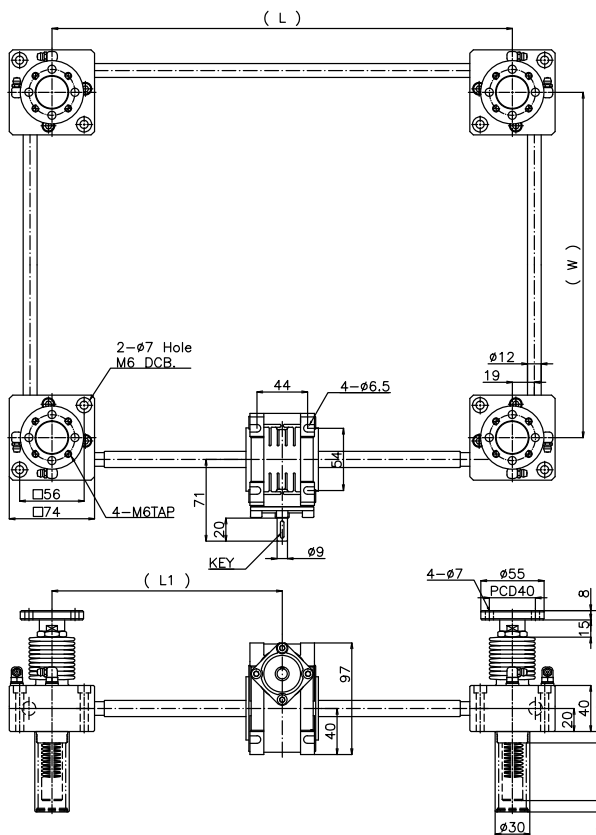 ( L )
( W )
2-ø7 Hole
M6 DCB.
44
4-ø6.5
ø12
19
54
71
20
□56
□74
4-M6TAP
KEY
ø9
( L1 )
4-ø7
ø55
PCD40
8
15
97
40
20
40
ø30